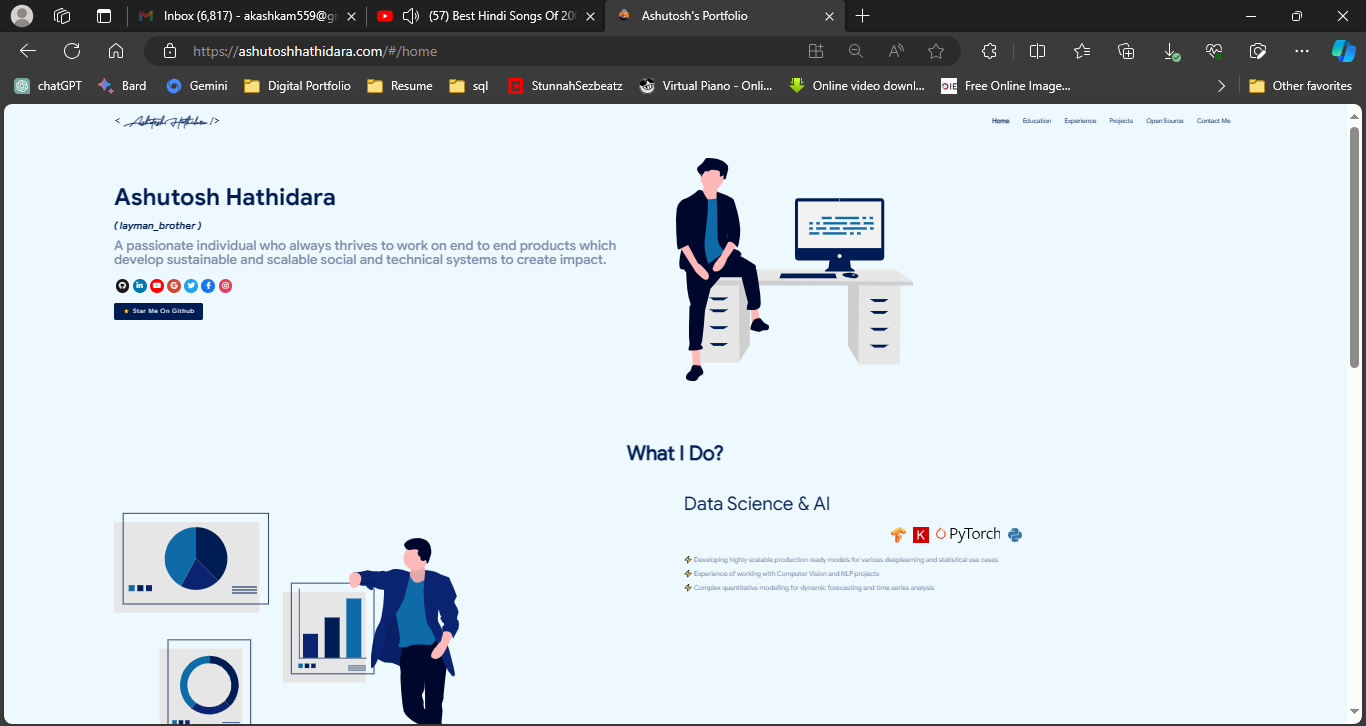 Inbox (6,817) - akashkam559@g
(57) Best Hindi Songs Of 200
Ashutosh's Portfolio
https://ashutoshhathidara.com/#/home
chatGPT
Bard
Gemini
Digital Portfolio
Resume
sql
StunnahSezbeatz
Virtual Piano - Onli...
Online video downl...
OIE
Free Online Image...
Other favorites
< Ashutosh Hathidara />
Home
Education
Experience
Projects
Open Source
Contact Me
Ashutosh Hathidara
( layman_brother )
A passionate individual who always thrives to work on end to end products which
develop sustainable and scalable social and technical systems to create impact.
⭐ Star Me On Github
What I Do?
Data Science & AI
K
PyTorch
⚡ Developing highly scalable production ready models for various deeplearning and statistical use cases
⚡ Experience of working with Computer Vision and NLP projects
⚡ Complex quantitative modelling for dynamic forecasting and time series analysis